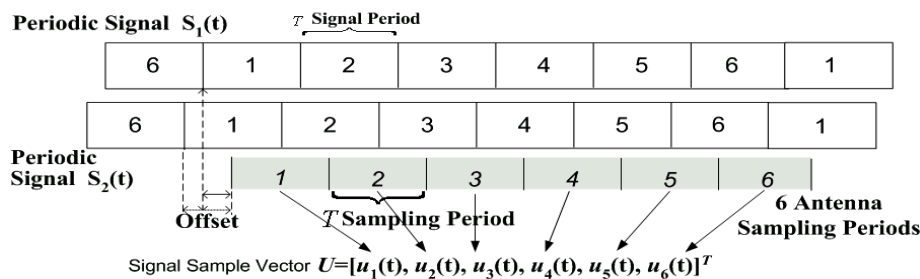 τ Signal Period
Periodic Signal S1(t)
6 1 2 3 4 5 6 1
6 1 2 3 4 5 6 1
Periodic
Signal S2(t)
1 2 3 4 5 6
Offset
T Sampling Period
6 Antenna
Sampling Periods
Signal Sample Vector U=[u1(t), u2(t), u3(t), u4(t), u5(t), u6(t)]T